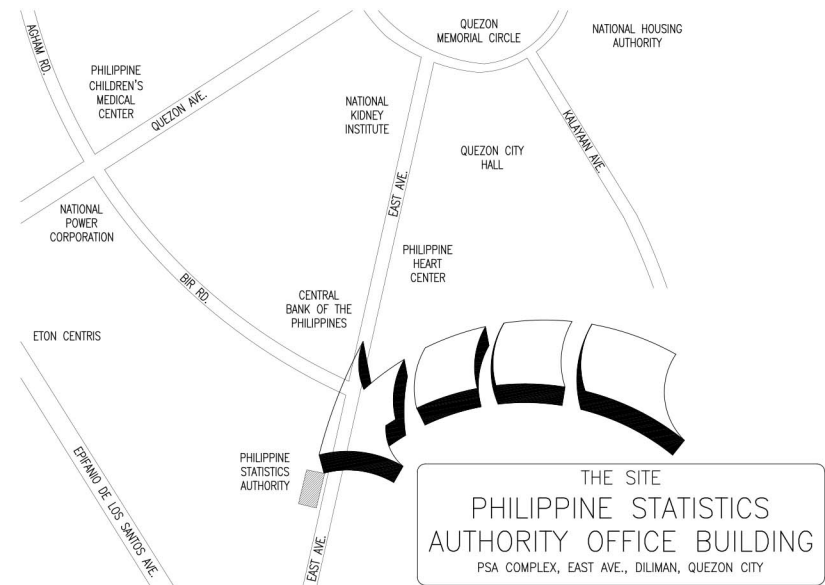 QUEZON
MEMORIAL CIRCLE
NATIONAL HOUSING
AUTHORITY
AGHAM RD.
PHILIPPINE
CHILDREN'S
MEDICAL
CENTER
QUEZON AVE.
NATIONAL
KIDNEY
INSTITUTE
KALAYAAN AVE.
QUEZON CITY
HALL
EAST AVE.
NATIONAL
POWER
CORPORATION
PHILIPPINE
HEART
CENTER
BIR RD.
CENTRAL
BANK OF THE
PHILIPPINES
ETON CENTRIS
EPIFANIO DE LOS SANTOS AVE.
PHILIPPINE
STATISTICS
AUTHORITY
EAST AVE.
THE SITE
PHILIPPINE STATISTICS
AUTHORITY OFFICE BUILDING
PSA COMPLEX, EAST AVE., DILIMAN, QUEZON CITY